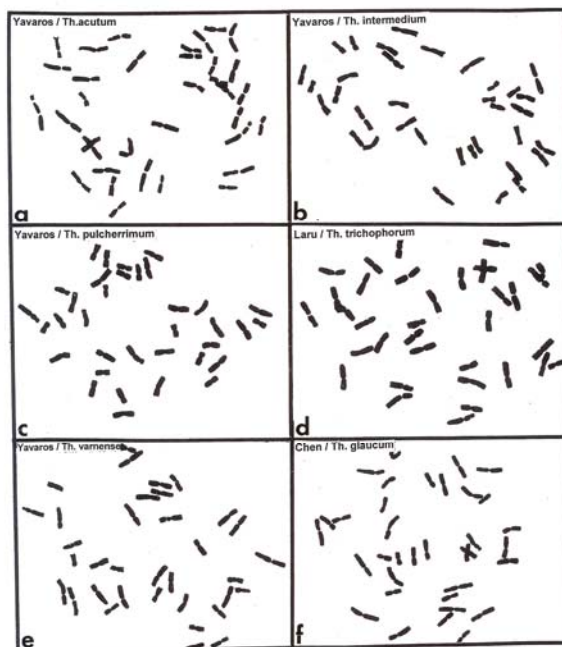 Yavaros / Th.acutum
a
Yavaros / Th. intermedium
b
Yavaros / Th. pulcherrimum
c
Laru / Th. trichophorum
d
Yavaros / Th. varnense
e
Chen / Th. glaucum
f